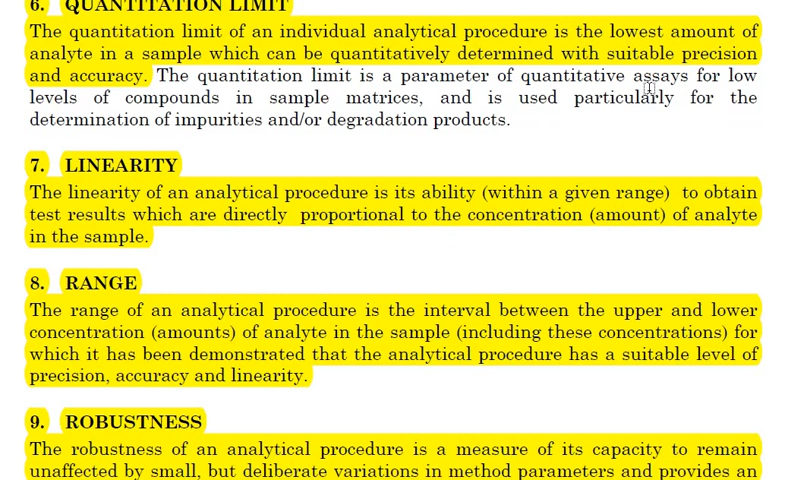 6. QUANTITATION LIMIT
The quantitation limit of an individual analytical procedure is the lowest amount of
analyte in a sample which can be quantitatively determined with suitable precision
and accuracy. The quantitation limit is a parameter of quantitative assays for low
levels of compounds in sample matrices, and is used particularly for the
determination of impurities and/or degradation products.
7. LINEARITY
The linearity of an analytical procedure is its ability (within a given range) to obtain
test results which are directly proportional to the concentration (amount) of analyte
in the sample.
8. RANGE
The range of an analytical procedure is the interval between the upper and lower
concentration (amounts) of analyte in the sample (including these concentrations) for
which it has been demonstrated that the analytical procedure has a suitable level of
precision, accuracy and linearity.
9. ROBUSTNESS
The robustness of an analytical procedure is a measure of its capacity to remain
unaffected by small, but deliberate variations in method parameters and provides an